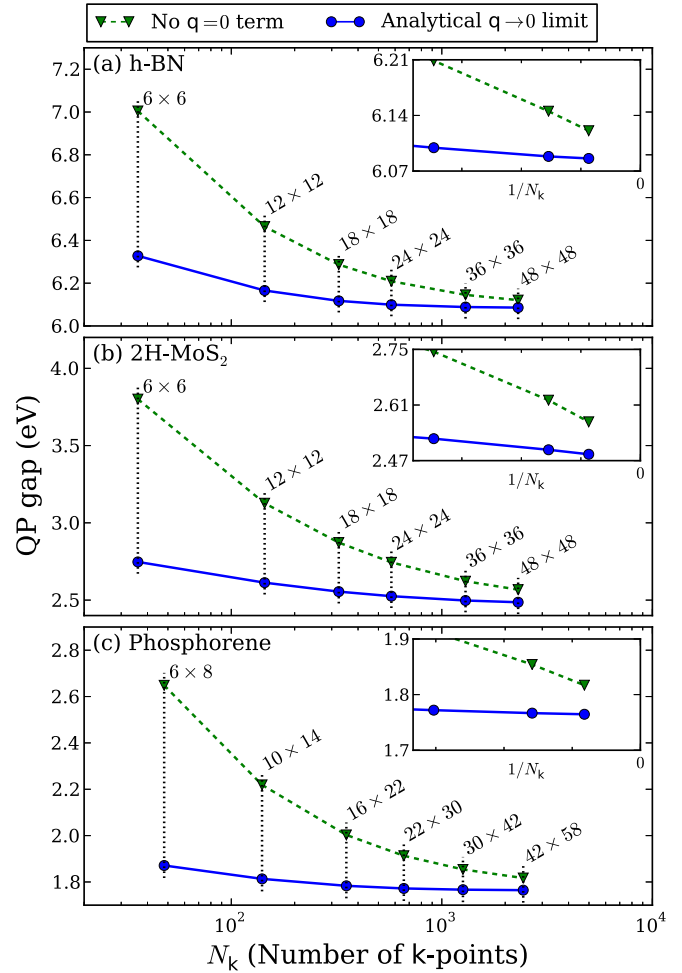 No q=0 term Analytical q→0 limit
(a) h-BN
7.2
7.0
6.8
6.6
6.4
6.2
6.0
6 × 6
12 × 12
18 × 18
24 × 24
36 × 36
48 × 48
6.21
6.14
6.07
1/Nk
0
(b) 2H-MoS₂
4.0
3.5
3.0
2.5
6 × 6
12 × 12
18 × 18
24 × 24
36 × 36
48 × 48
2.75
2.61
2.47
1/Nk
0
QP gap (eV)
(c) Phosphorene
2.8
2.6
2.4
2.2
2.0
1.8
6 × 8
10 × 14
16 × 22
22 × 30
30 × 42
42 × 58
1.9
1.8
1.7
1/Nk
0
10² 10³ 10⁴
Nk (Number of k-points)